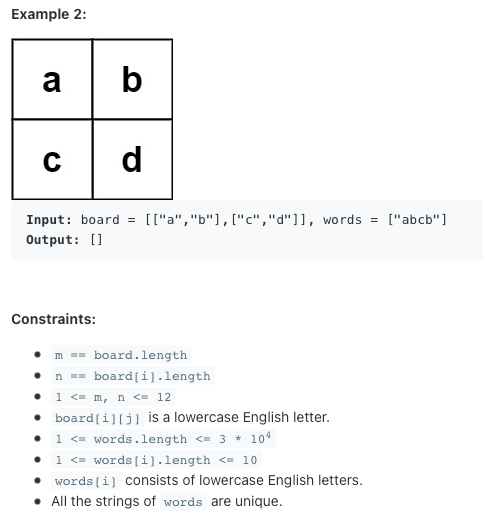 Example 2:
a b
c d
Input: board = [["a","b"],["c","d"]], words = ["abcb"]
Output: []
Constraints:
• m == board.length
• n == board[i].length
• 1 <= m, n <= 12
• board[i][j] is a lowercase English letter.
• 1 <= words.length <= 3 * 10⁴
• 1 <= words[i].length <= 10
• words[i] consists of lowercase English letters.
• All the strings of words are unique.